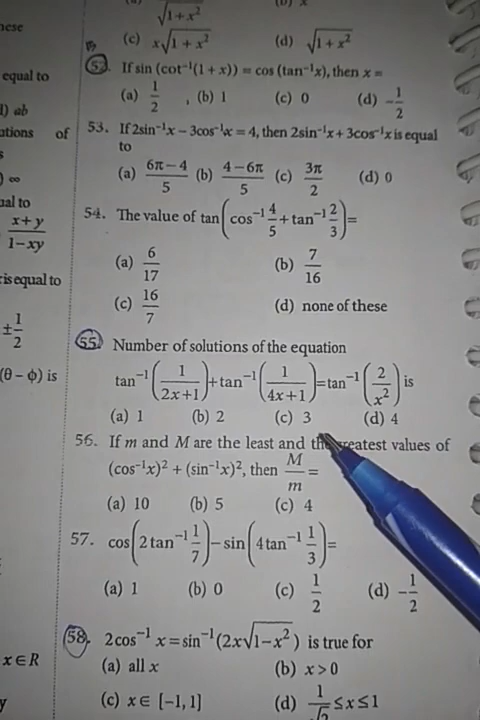 √1+x²
(c) x√1 + x² (d) √1+x²
52. If sin (cot⁻¹(1 + x)) = cos (tan⁻¹x), then x =
(a) 1/2 , (b) 1 (c) 0 (d) -1/2
53. If 2sin⁻¹x – 3cos⁻¹x = 4, then 2sin⁻¹x + 3cos⁻¹x is equal
to
(a) 6π – 4/5 (b) 4 – 6π/5 (c) 3π/2 (d) 0
54. The value of tan(cos⁻¹ 4/5 + tan⁻¹ 2/3) =
(a) 6/17 (b) 7/16
(c) 16/7 (d) none of these
55. Number of solutions of the equation
tan⁻¹(1/2x+1) + tan⁻¹(1/4x+1) = tan⁻¹(2/x²) is
(a) 1 (b) 2 (c) 3 (d) 4
56. If m and M are the least and the greatest values of
(cos⁻¹x)² + (sin⁻¹x)², then M/m =
(a) 10 (b) 5 (c) 4
57. cos(2 tan⁻¹ 1/7) – sin(4 tan⁻¹ 1/3) =
(a) 1 (b) 0 (c) 1/2 (d) -1/2
58. 2cos⁻¹ x = sin⁻¹(2x√1–x²) is true for
(a) all x (b) x > 0
(c) x ∈ [–1, 1] (d) 1/√2 ≤ x ≤ 1
equal to
) ab
of
∞
x+y/1–xy
is equal to
±1/2
(θ – ϕ) is
x ∈ R